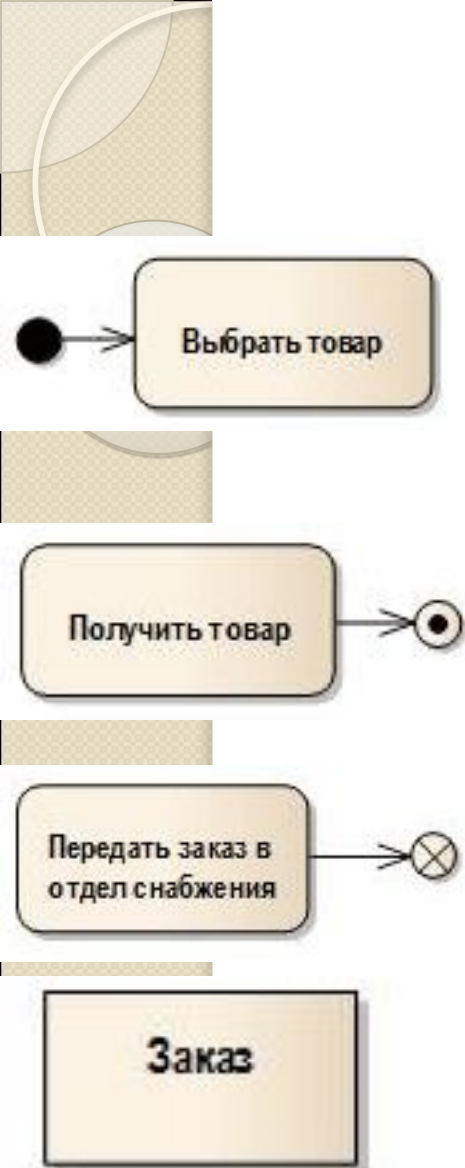 Выбрать товар
Получить товар
Передать заказ в
отдел снабжения
Заказ